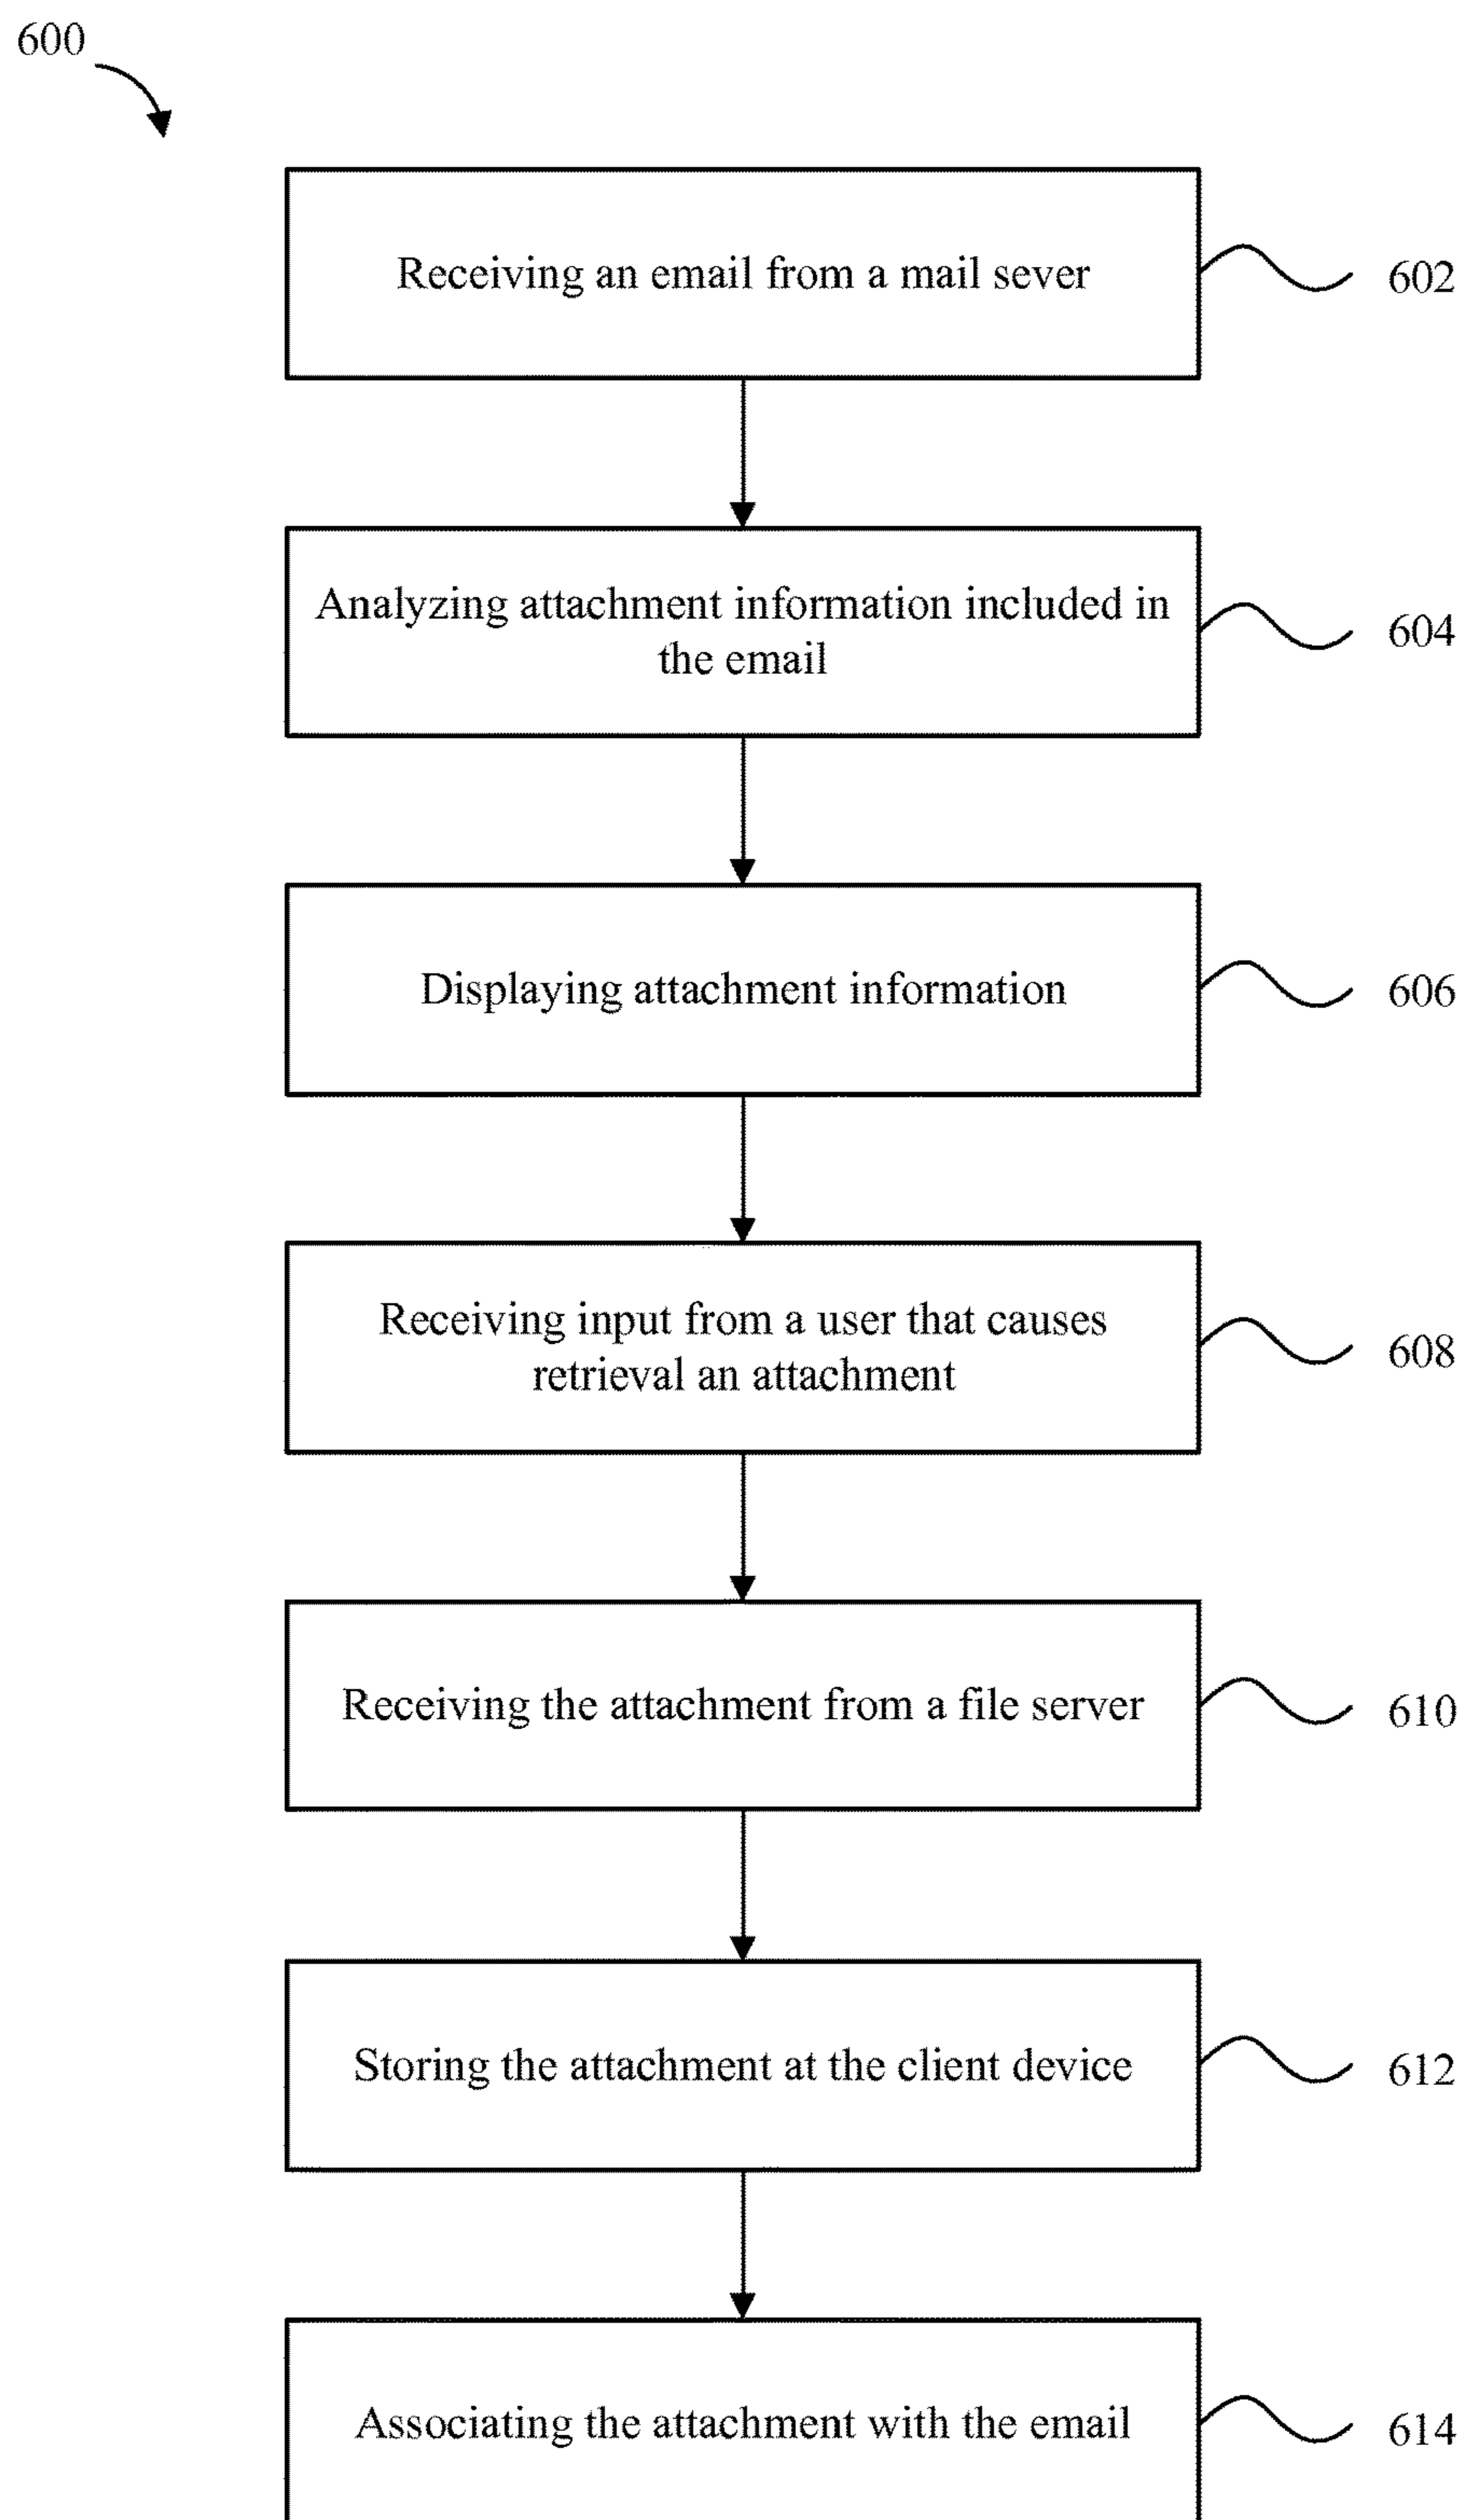 600
Receiving an email from a mail sever
602
Analyzing attachment information included in
the email
604
Displaying attachment information
606
Receiving input from a user that causes
retrieval an attachment
608
Receiving the attachment from a file server
610
Storing the attachment at the client device
612
Associating the attachment with the email
614